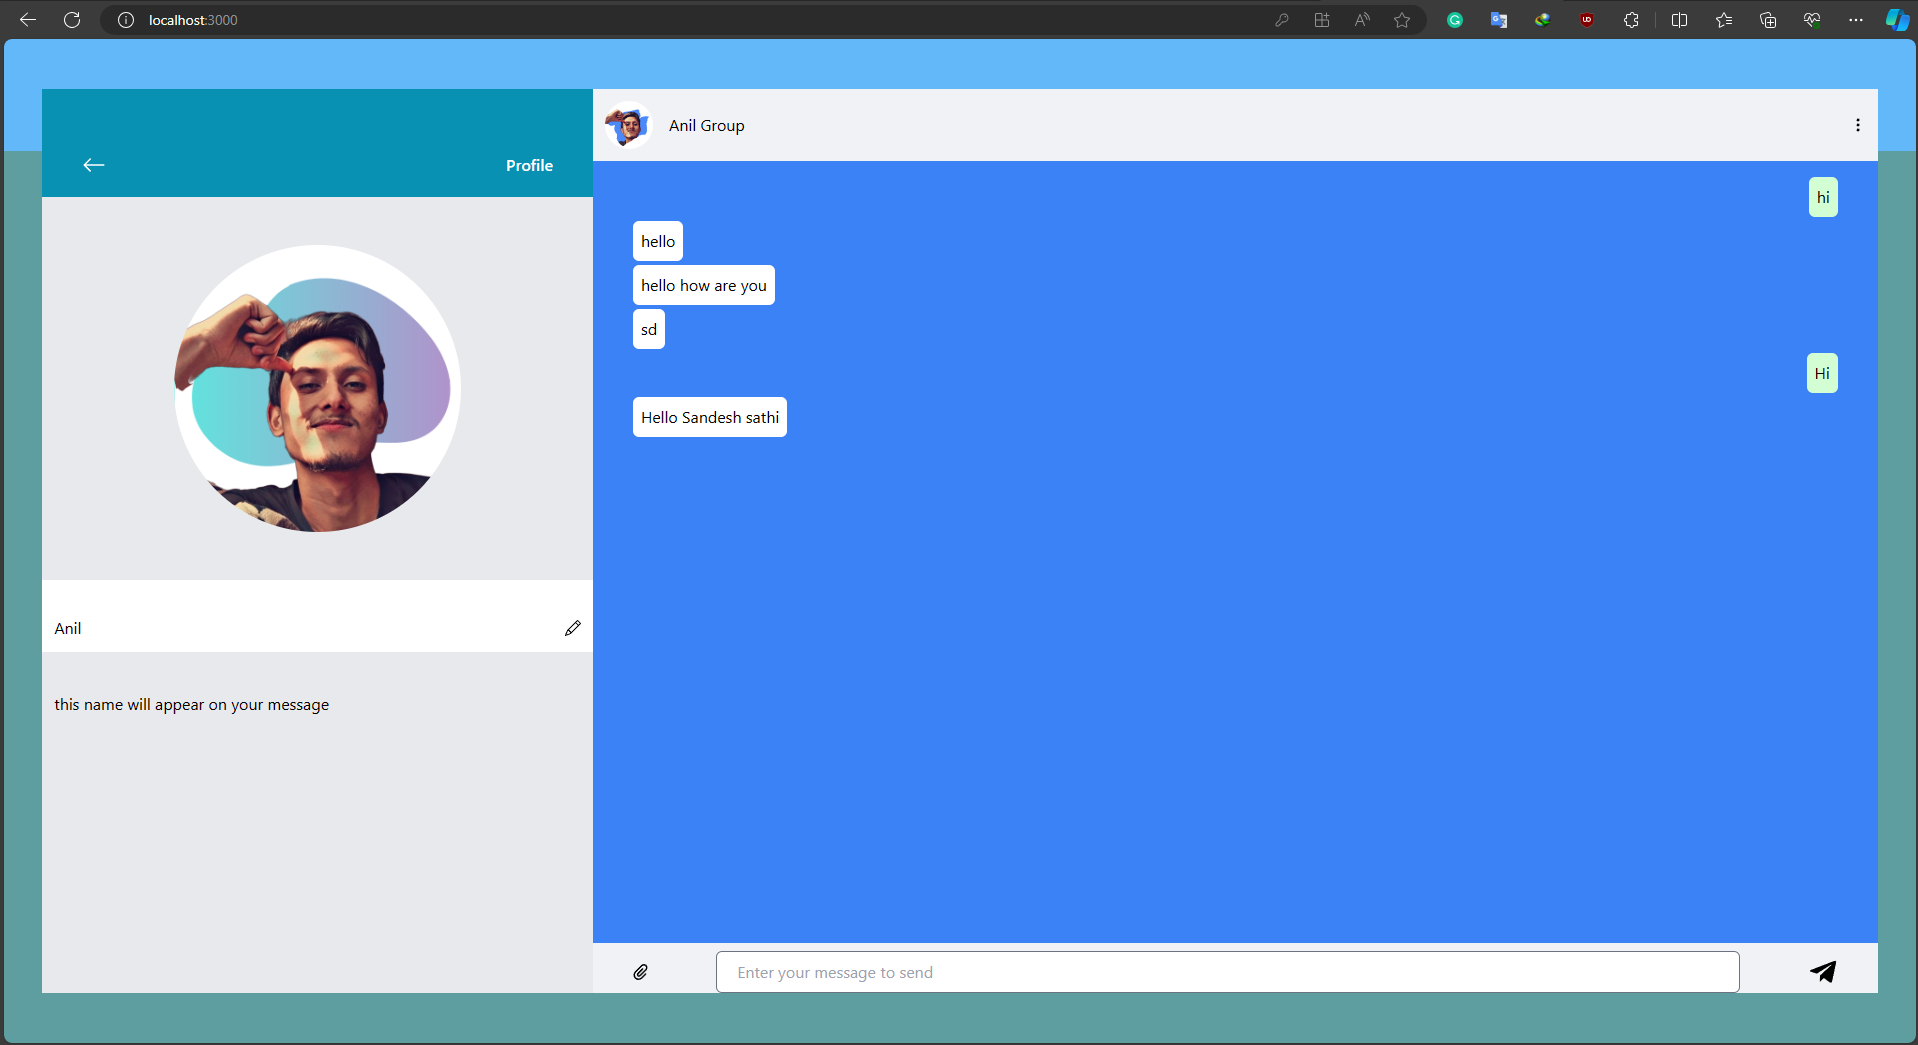 localhost:3000
Profile
Anil
this name will appear on your message
Anil Group
hi
hello
hello how are you
sd
Hi
Hello Sandesh sathi
Enter your message to send